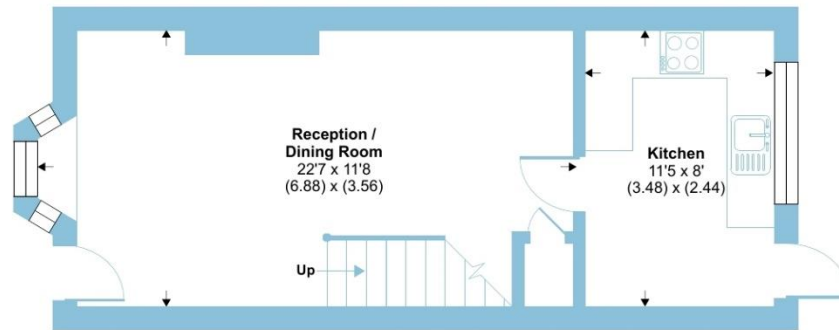 Reception /
Dining Room
22'7 x 11'8
(6.88) x (3.56)
Kitchen
11'5 x 8'
(3.48) x (2.44)
Up